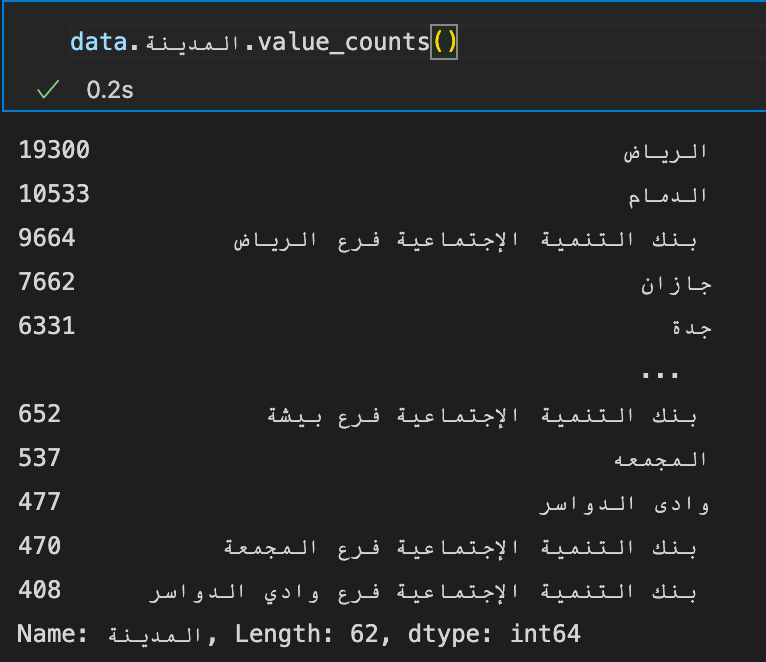 data.المدينة.value_counts()
0.2s
الرياض 19300
الدمام 10533
بنك التنمية الإجتماعية فرع الرياض 9664
جازان 7662
جدة 6331
...
بنك التنمية الإجتماعية فرع بيشة 652
المجمعه 537
وادى الدواسر 477
بنك التنمية الإجتماعية فرع المجمعة 470
بنك التنمية الإجتماعية فرع وادي الدواسر 408
Name: المدينة, Length: 62, dtype: int64